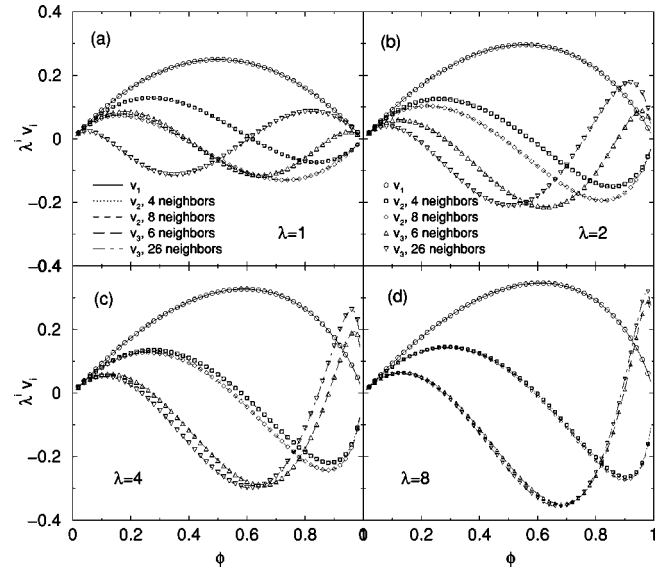 (a)
(b)
0.2
0
−0.2
−0.4
λ^i v_i
v_1
v_2, 4 neighbors
v_2, 8 neighbors
v_3, 6 neighbors
v_3, 26 neighbors
λ=1
v_1
v_2, 4 neighbors
v_2, 8 neighbors
v_3, 6 neighbors
v_3, 26 neighbors
λ=2
(c)
(d)
0.2
0
−0.2
−0.4
λ^i v_i
λ=4
λ=8
0 0.2 0.4 0.6 0.8
0 0.2 0.4 0.6 0.8 1
ϕ
ϕ